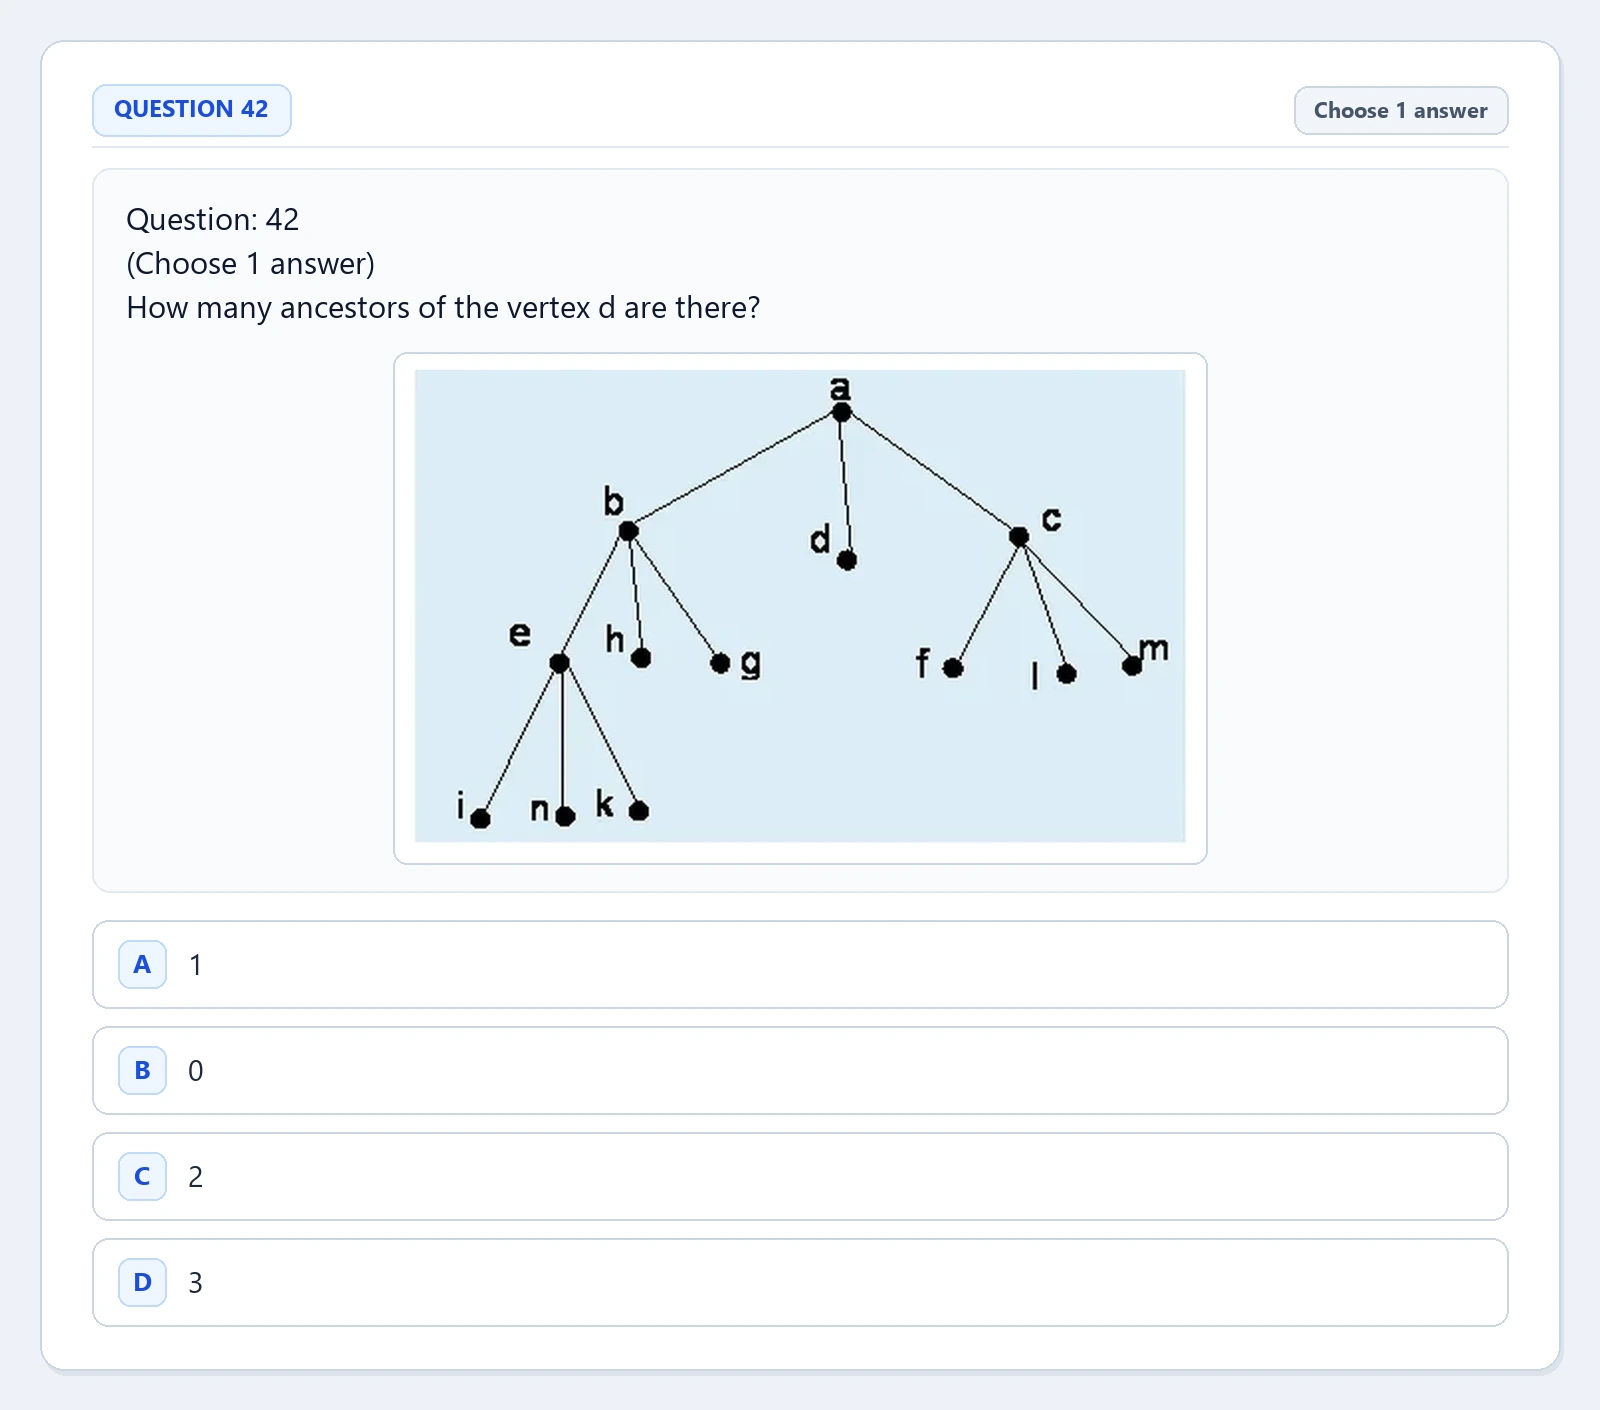 QUESTION 42
Choose 1 answer
Question: 42
(Choose 1 answer)
How many ancestors of the vertex d are there?
a
b
c
d
e
h
g
f
l
m
i
n
k
A 1
B 0
C 2
D 3